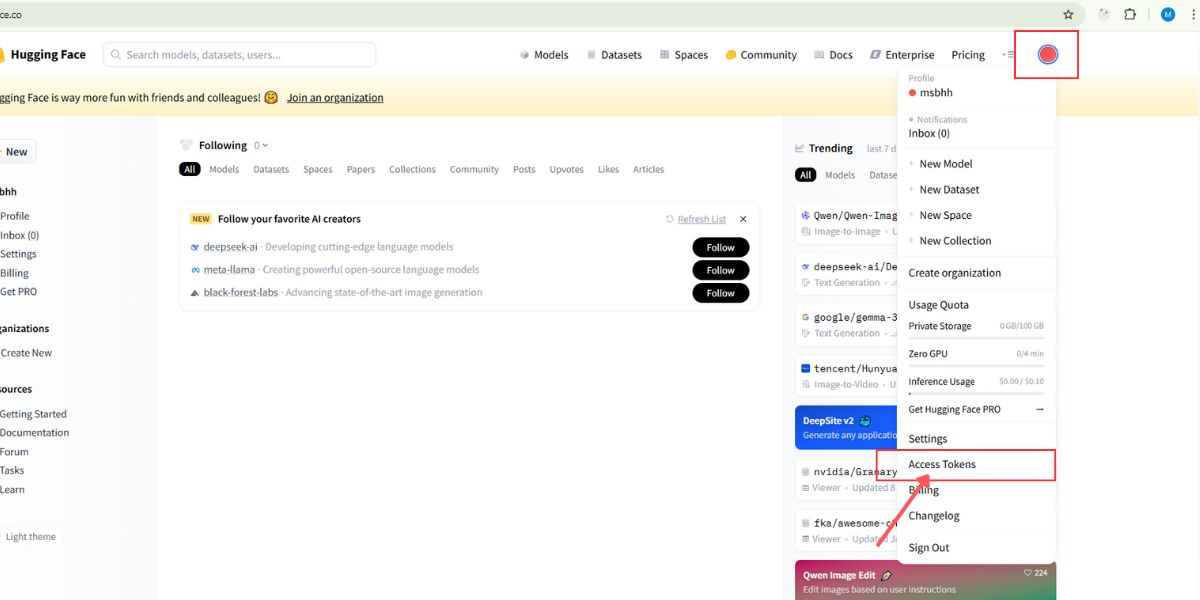 ce.co
M
Hugging Face
Search models, datasets, users...
Models
Datasets
Spaces
Community
Docs
Enterprise
Pricing
gging Face is way more fun with friends and colleagues! 🤗 Join an organization
New
bhh
Profile
Inbox (0)
Settings
Billing
Get PRO
ganizations
Create New
sources
Getting Started
Documentation
Forum
Tasks
Learn
Light theme
Following 0
All Models Datasets Spaces Papers Collections Community Posts Upvotes Likes Articles
NEW Follow your favorite AI creators
Refresh List
deepseek-ai · Developing cutting-edge language models
Follow
meta-llama · Creating powerful open-source language models
Follow
black-forest-labs · Advancing state-of-the-art image generation
Follow
Trending last 7 d
All Models Datase
Qwen/Qwen-Imag
Image-to-Image • U
deepseek-ai/De
Text Generation •
google/gemma-3
Text Generation •
tencent/Hunyua
Image-to-Video • U
DeepSite v2
Generate any applicatio
nvidia/Granary
Viewer • Updated 8
fka/awesome-c
Viewer • Updated Ja
Qwen Image Edit
224
Edit images based on user instructions
Profile
msbhh
Notifications
Inbox (0)
New Model
New Dataset
New Space
New Collection
Create organization
Usage Quota
Private Storage 0 GB/100 GB
Zero GPU 0/4 min
Inference Usage $0.00 / $0.10
Get Hugging Face PRO →
Settings
Access Tokens
Billing
Changelog
Sign Out